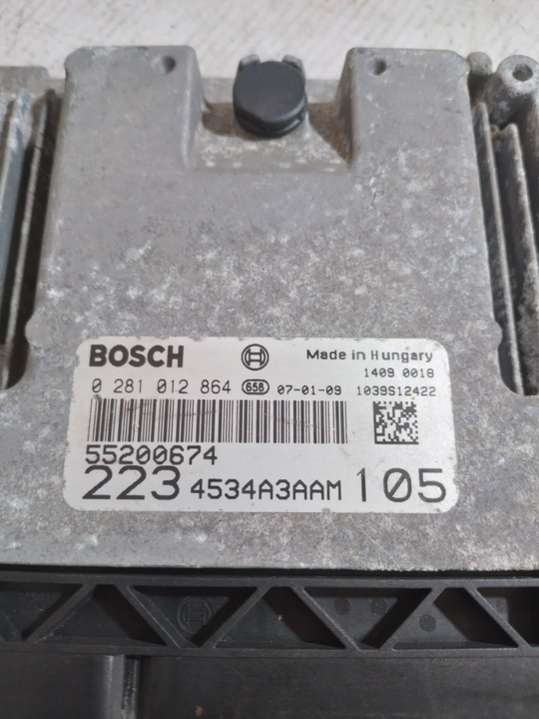 BOSCH Made in Hungary
1409 0018
0 281 012 864 658 07-01-09 1039S12422
55200674
223 4534A3AAM 105